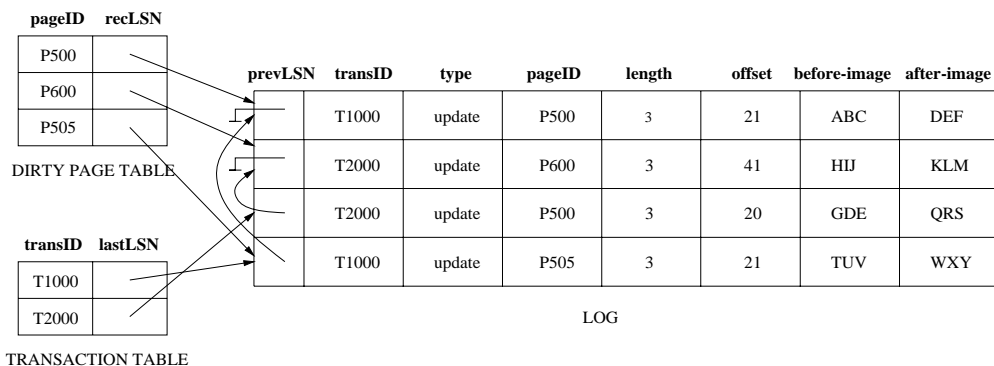 pageID recLSN
P500
P600
P505
DIRTY PAGE TABLE
transID lastLSN
T1000
T2000
TRANSACTION TABLE
prevLSN transID type pageID length offset before-image after-image
T1000 update P500 3 21 ABC DEF
T2000 update P600 3 41 HIJ KLM
T2000 update P500 3 20 GDE QRS
T1000 update P505 3 21 TUV WXY
LOG